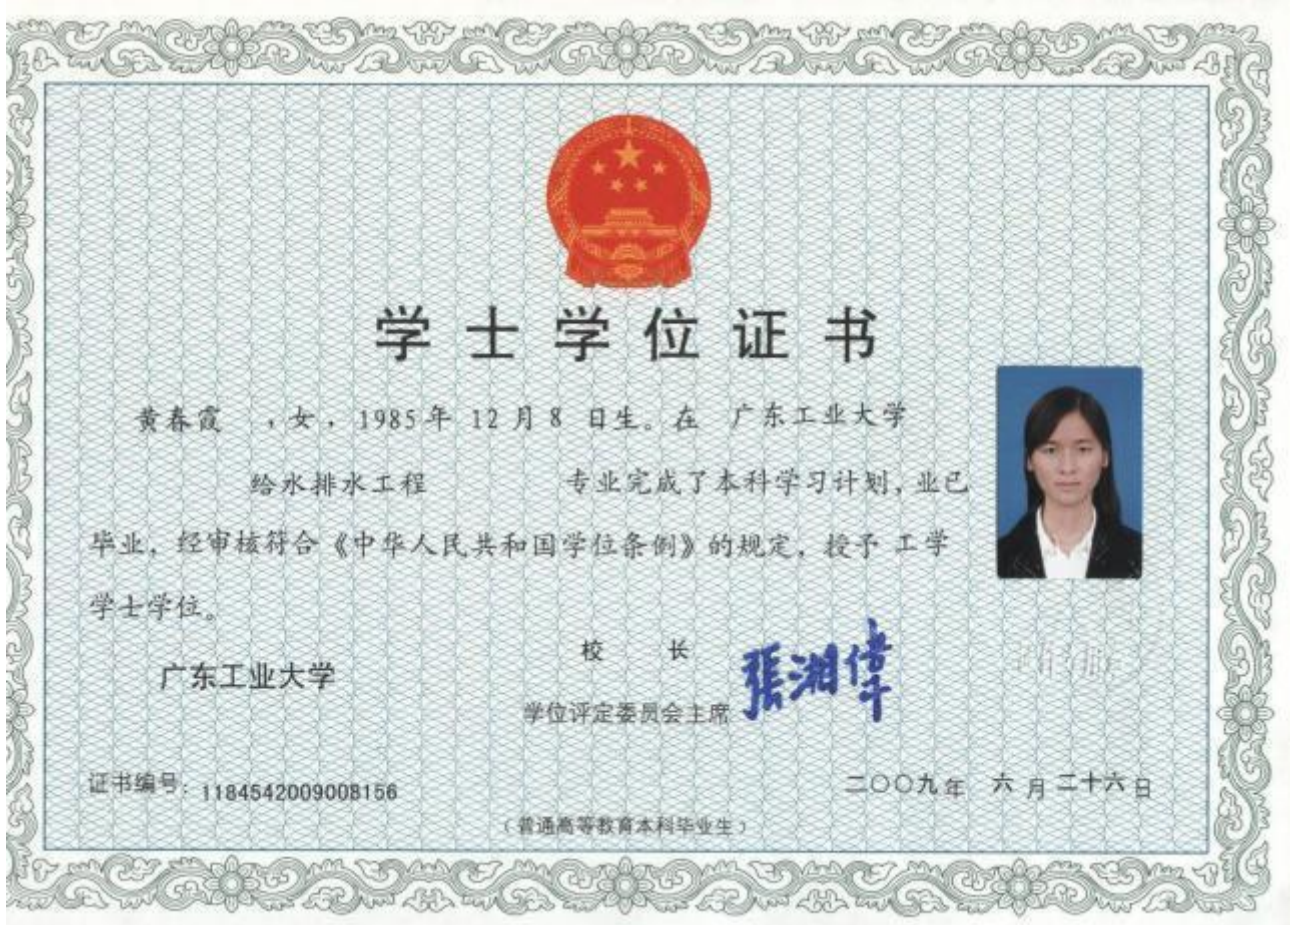 学士学位证书
黄春霞 ，女，1985年 12月 8 日生。在 广东工业大学
给水排水工程 专业完成了本科学习计划，业已
毕业，经审核符合《中华人民共和国学位条例》的规定，授予 工学
学士学位。
广东工业大学
校 长
学位评定委员会主席
張湘偉
证书编号：1184542009008156
二〇〇九年 六月二十六日
（普通高等教育本科毕业生）